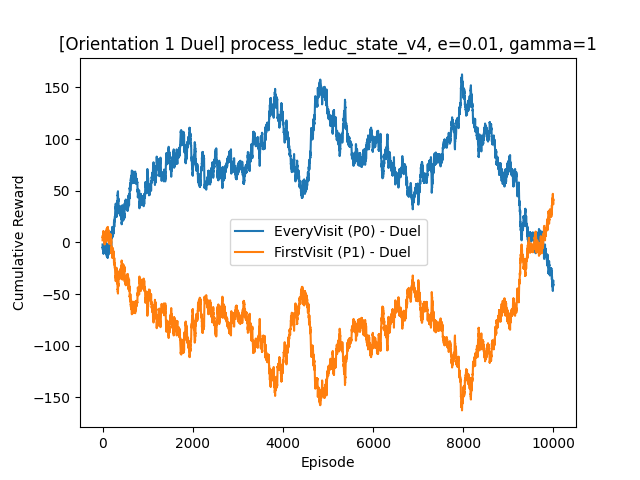 [Orientation 1 Duel] process_leduc_state_v4, e=0.01, gamma=1
Cumulative Reward
150
100
50
0
−50
−100
−150
EveryVisit (P0) - Duel
FirstVisit (P1) - Duel
0
2000
4000
6000
8000
10000
Episode